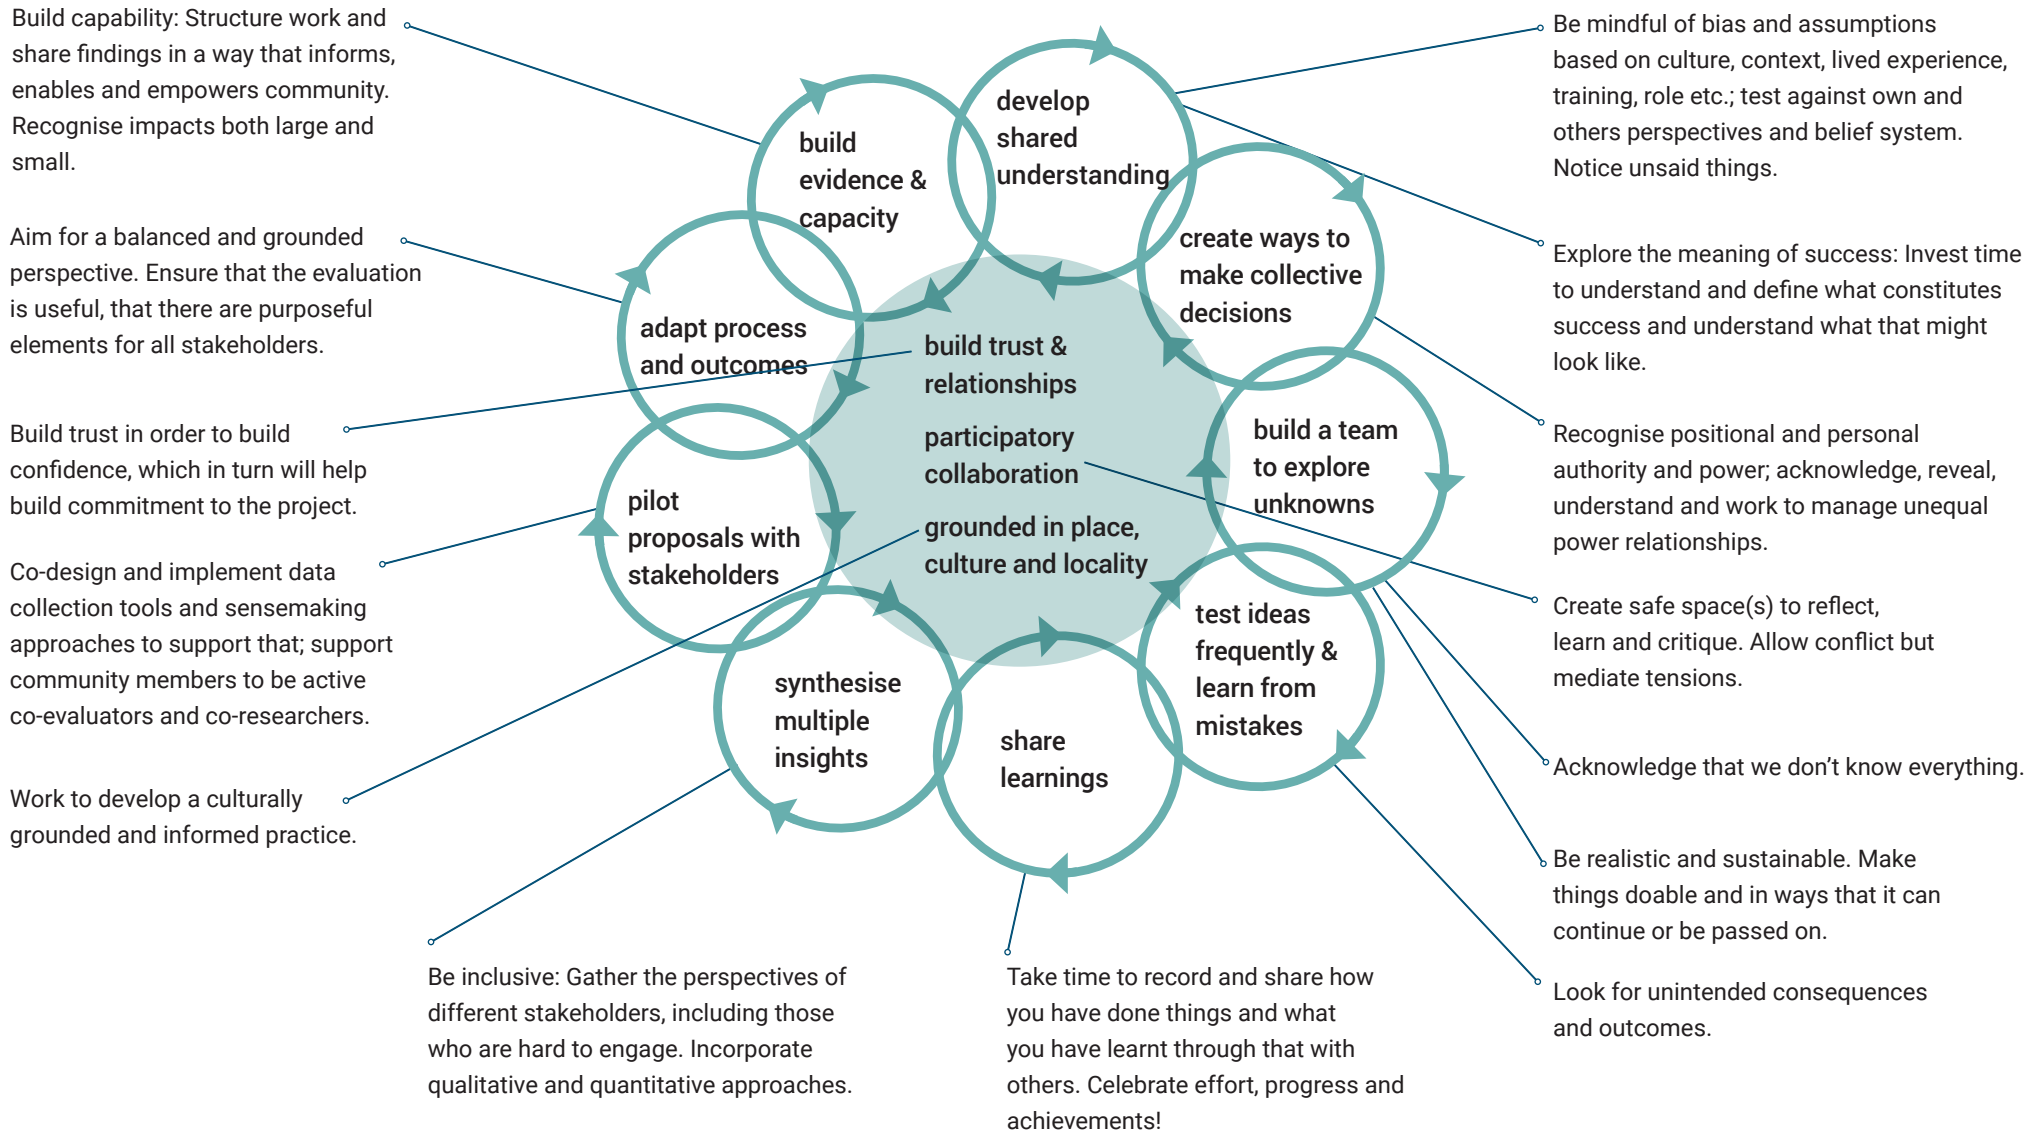 Build capability: Structure work and
share findings in a way that informs,
enables and empowers community.
Recognise impacts both large and
small.
Aim for a balanced and grounded
perspective. Ensure that the evaluation
is useful, that there are purposeful
elements for all stakeholders.
Build trust in order to build
confidence, which in turn will help
build commitment to the project.
Co-design and implement data
collection tools and sensemaking
approaches to support that; support
community members to be active
co-evaluators and co-researchers.
Work to develop a culturally
grounded and informed practice.
develop
shared
understanding
create ways to
make collective
decisions
build a team
to explore
unknowns
test ideas
frequently &
learn from
mistakes
share
learnings
synthesise
multiple
insights
pilot
proposals with
stakeholders
adapt process
and outcomes
build
evidence &
capacity
build trust &
relationships
participatory
collaboration
grounded in place,
culture and locality
Be mindful of bias and assumptions
based on culture, context, lived experience,
training, role etc.; test against own and
others perspectives and belief system.
Notice unsaid things.
Explore the meaning of success: Invest time
to understand and define what constitutes
success and understand what that might
look like.
Recognise positional and personal
authority and power; acknowledge, reveal,
understand and work to manage unequal
power relationships.
Create safe space(s) to reflect,
learn and critique. Allow conflict but
mediate tensions.
Acknowledge that we don’t know everything.
Be realistic and sustainable. Make
things doable and in ways that it can
continue or be passed on.
Look for unintended consequences
and outcomes.
Be inclusive: Gather the perspectives of
different stakeholders, including those
who are hard to engage. Incorporate
qualitative and quantitative approaches.
Take time to record and share how
you have done things and what
you have learnt through that with
others. Celebrate effort, progress and
achievements!